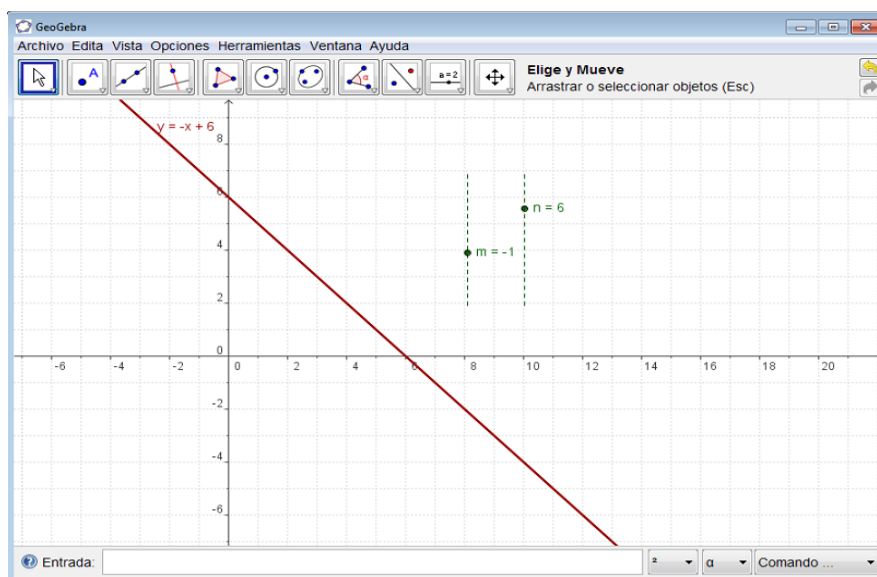 GeoGebra
Archivo Edita Vista Opciones Herramientas Ventana Ayuda
A
α
a=2
Elige y Mueve
Arrastrar o seleccionar objetos (Esc)
y = -x + 6
8
6
4
2
0
-2
-4
-6
-6 -4 -2 0 2 4 6 8 10 12 14 16 18 20
n = 6
m = -1
Entrada:
² α Comando ...